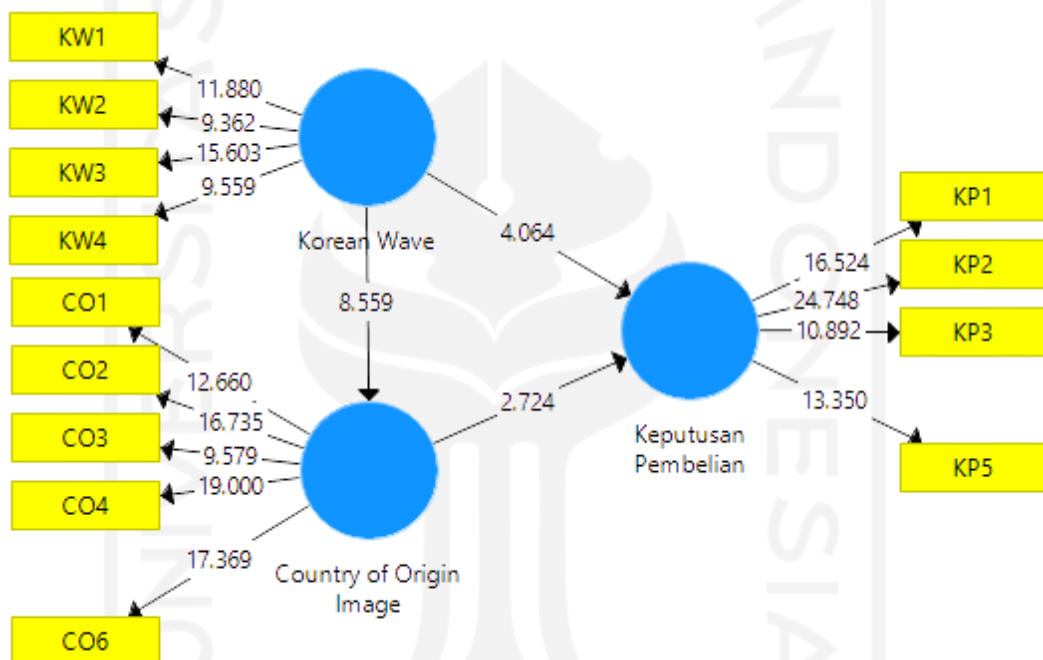 KW1
KW2
KW3
KW4
11.880
9.362
15.603
9.559
Korean Wave
4.064
8.559
CO1
CO2
CO3
CO4
CO6
12.660
16.735
9.579
19.000
17.369
Country of Origin
Image
2.724
Keputusan
Pembelian
16.524
24.748
10.892
13.350
KP1
KP2
KP3
KP5
INDONESIA